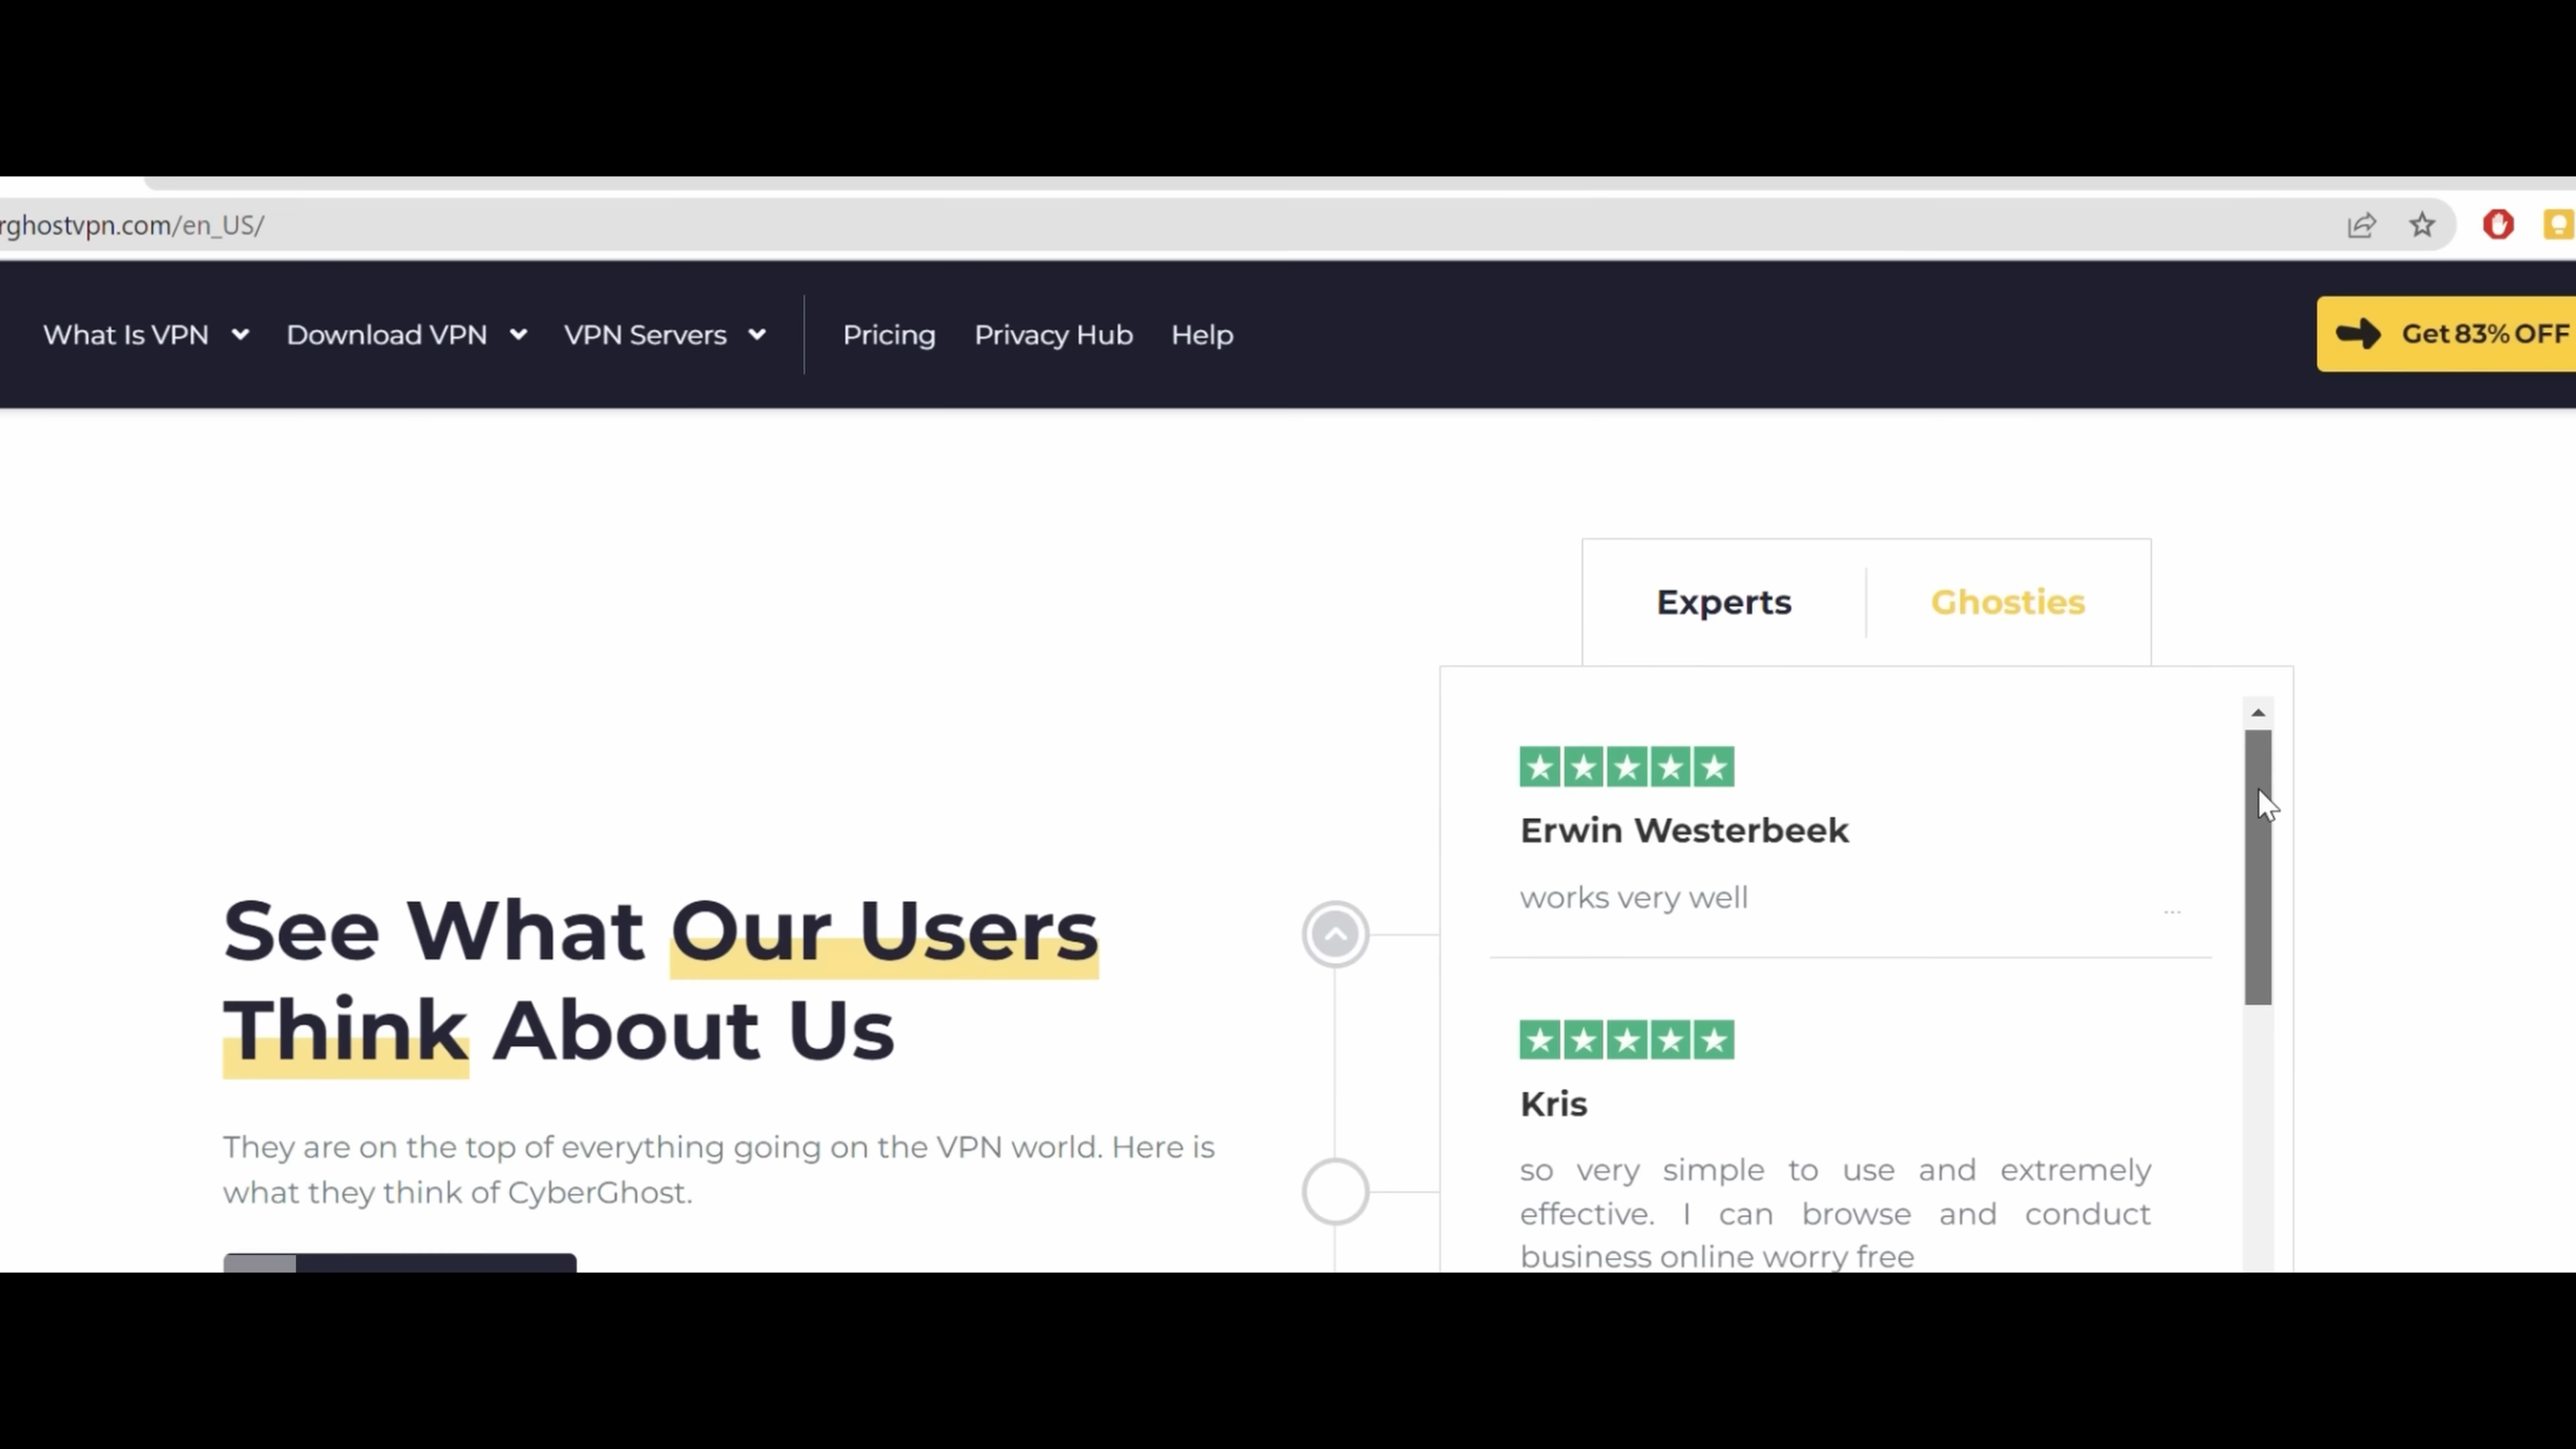 rghostvpn.com/en_US/
What Is VPN Download VPN VPN Servers Pricing Privacy Hub Help Get 83% OFF
Experts Ghosties
Erwin Westerbeek
works very well
...
See What Our Users
Think About Us
They are on the top of everything going on the VPN world. Here is
what they think of CyberGhost.
Kris
so very simple to use and extremely
effective. I can browse and conduct
business online worry free